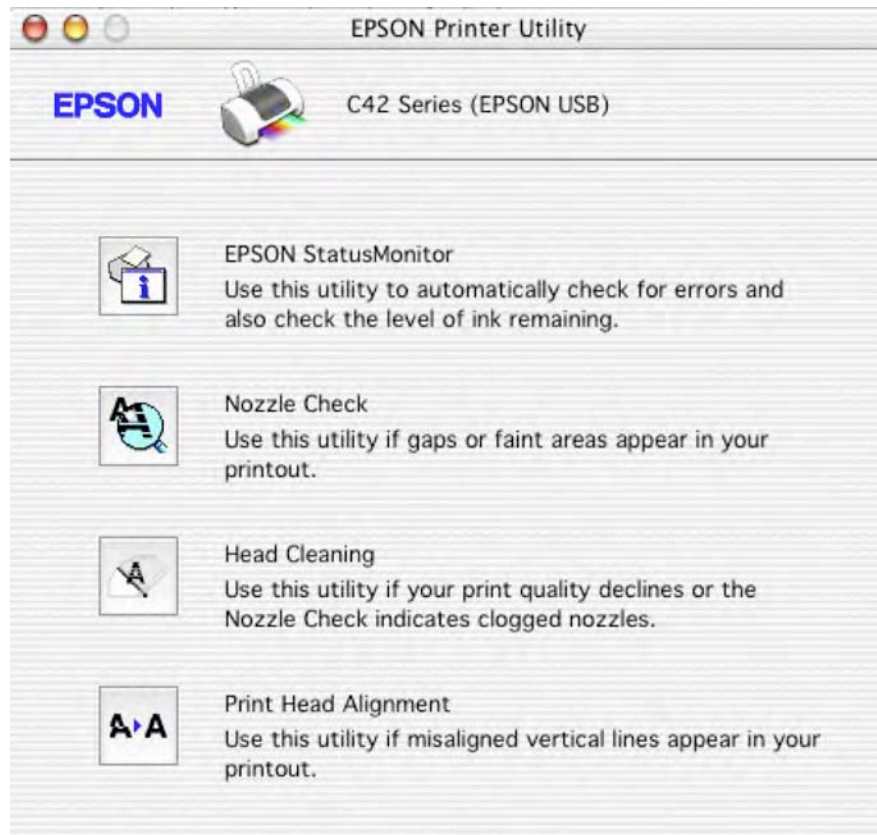 EPSON Printer Utility
EPSON
C42 Series (EPSON USB)
EPSON StatusMonitor
Use this utility to automatically check for errors and
also check the level of ink remaining.
Nozzle Check
Use this utility if gaps or faint areas appear in your
printout.
Head Cleaning
Use this utility if your print quality declines or the
Nozzle Check indicates clogged nozzles.
Print Head Alignment
Use this utility if misaligned vertical lines appear in your
printout.